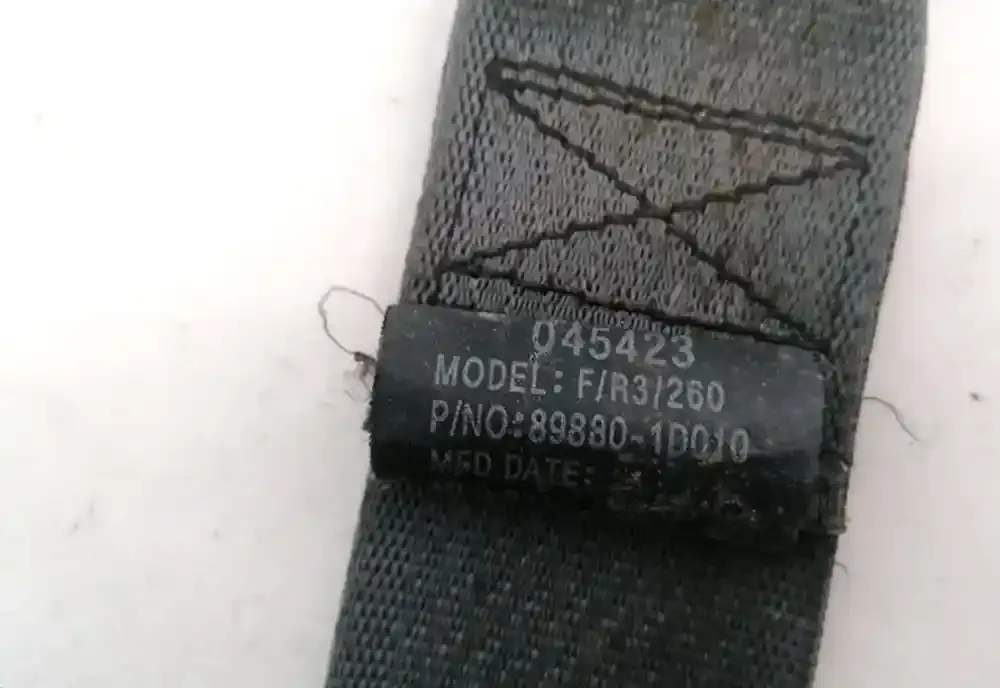 045423
MODEL: F/R3/260
P/NO:89880-1D010
MFD DATE: